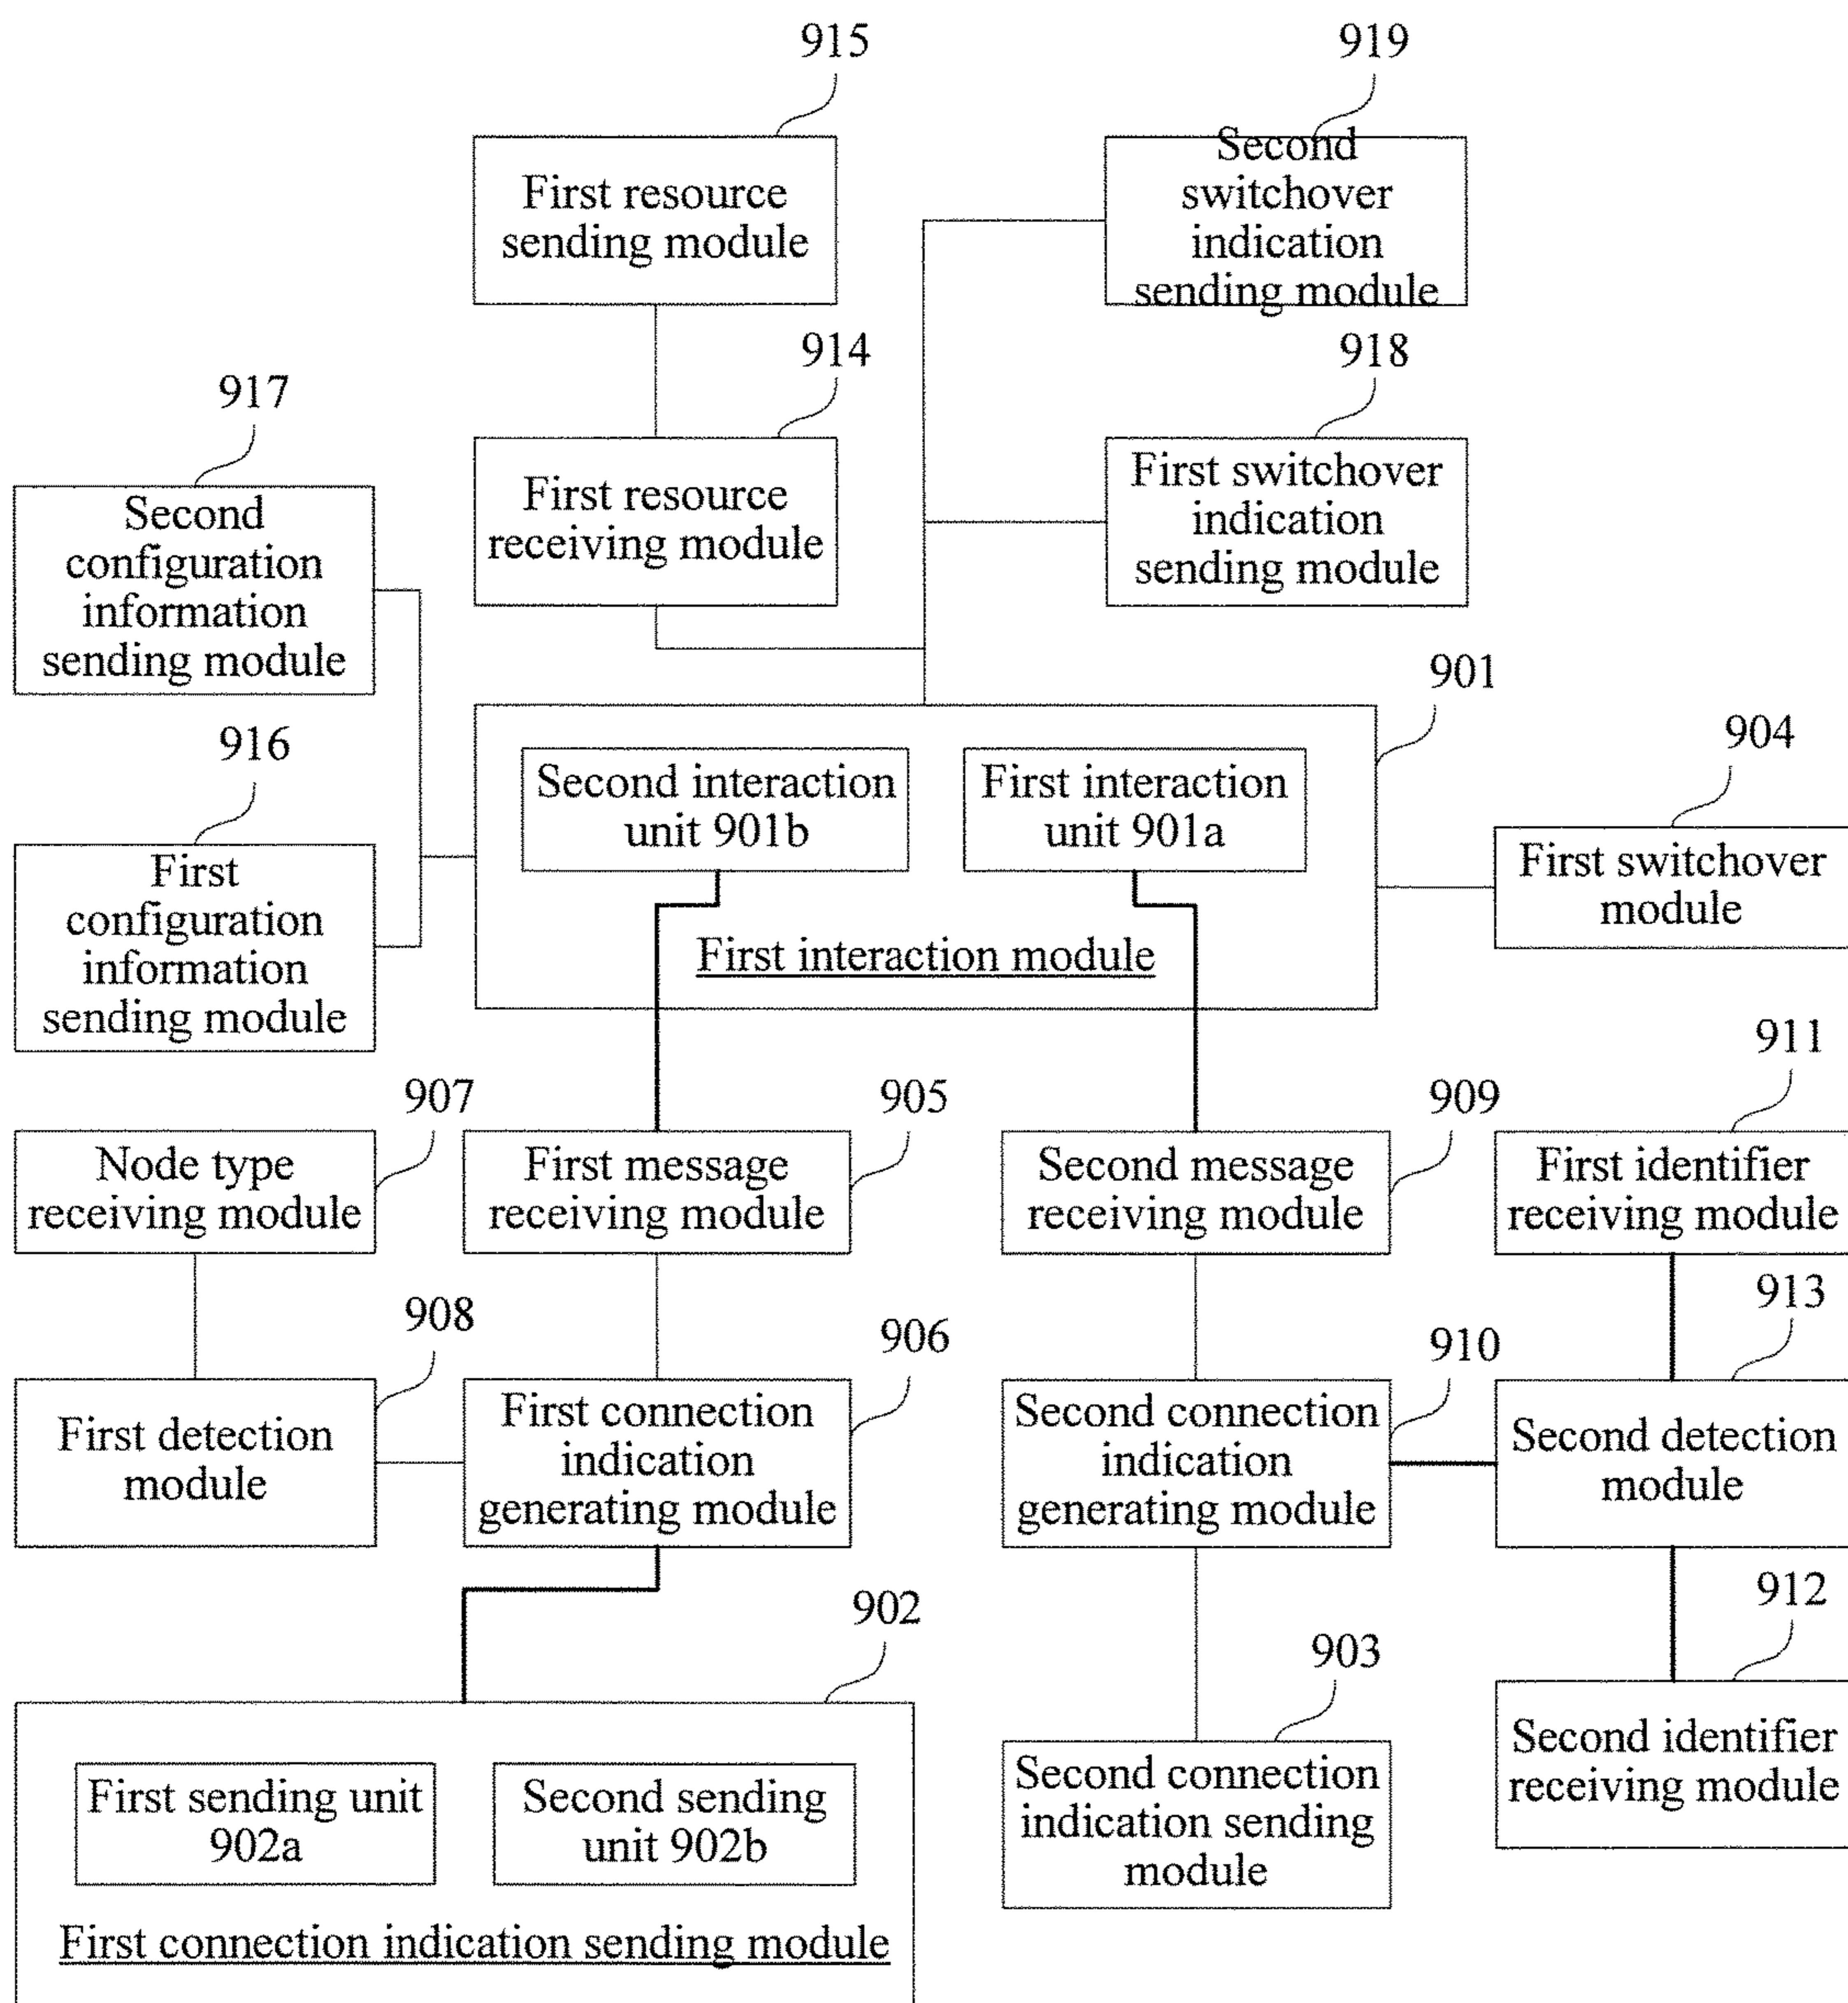 915
919
First resource
sending module
Second
switchover
indication
sending module
914
918
917
First resource
receiving module
First switchover
indication
sending module
Second
configuration
information
sending module
901
916
904
Second interaction
unit 901b
First interaction
unit 901a
First switchover
module
First
configuration
information
sending module
First interaction module
911
907
905
909
Node type
receiving module
First message
receiving module
Second message
receiving module
First identifier
receiving module
913
908
906
910
First detection
module
First connection
indication
generating module
Second connection
indication
generating module
Second detection
module
912
902
903
First sending unit
902a
Second sending
unit 902b
Second connection
indication sending
module
Second identifier
receiving module
First connection indication sending module